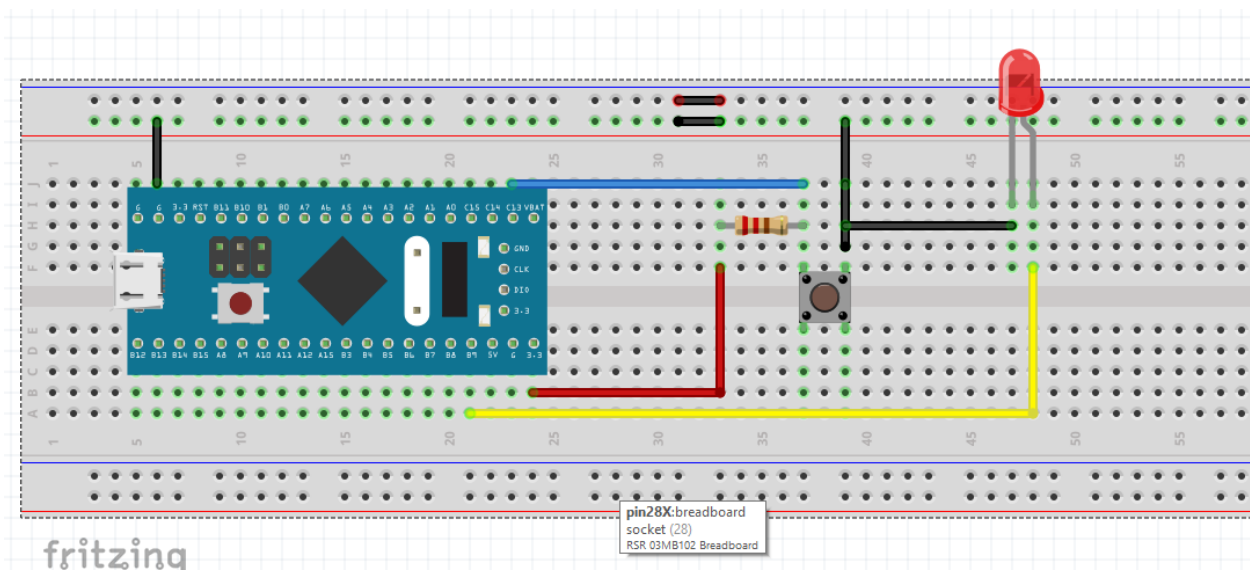 1 5 10 15 20 25 30 35 40 45 50 55
J
I
G G 3.3 RST B11 B10 B1 B0 A7 A6 A5 A4 A3 A2 A1 A0 C15 C14 C13 VBAT
H
G
GND
F
CLK
DIO
3.3
E
B12 B13 B14 B15 A8 A9 A10 A11 A12 A15 B3 B4 B5 B6 B7 B8 B9 5V G 3.3
D
C
B
A
1 5 10 15 20 25 30 35 40 45 50 55
pin28X:breadboard
socket (28)
RSR 03MB102 Breadboard
fritzing